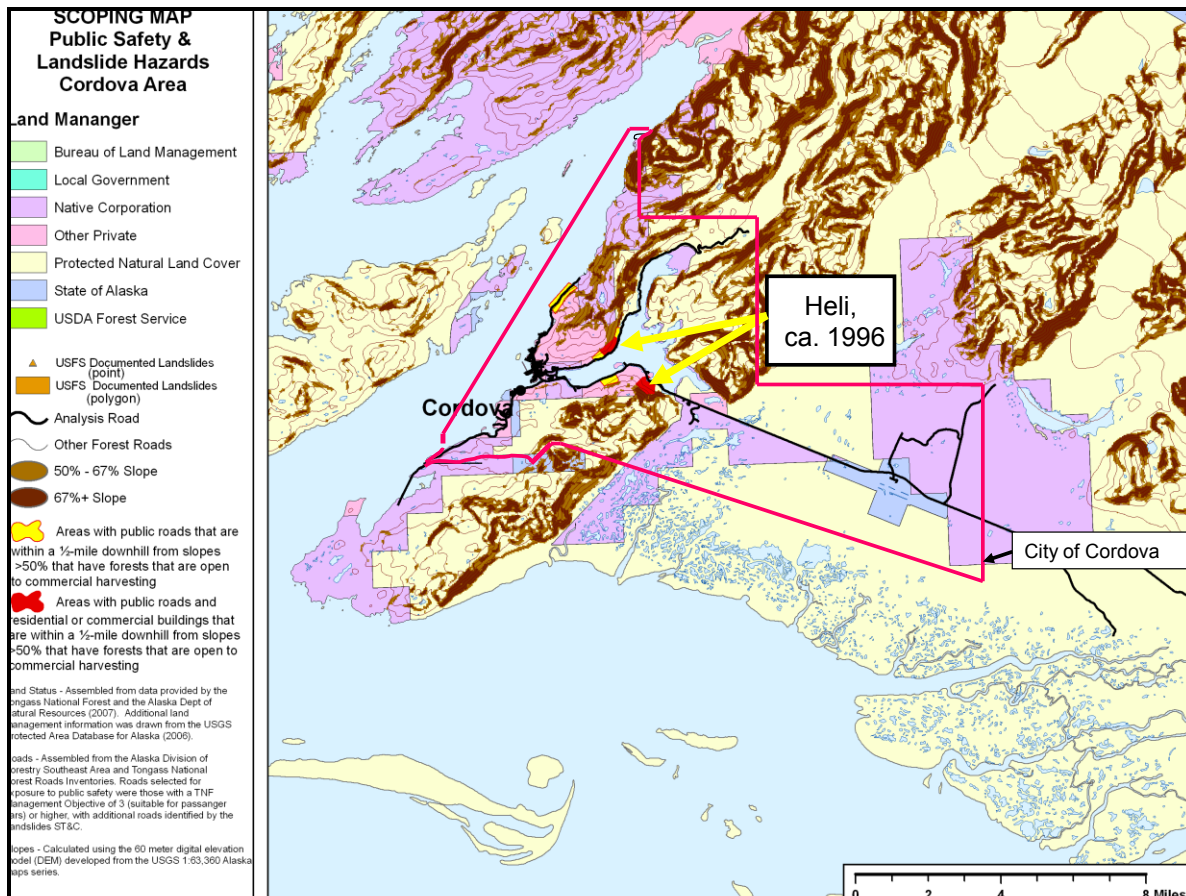 SCOPING MAP
Public Safety &
Landslide Hazards
Cordova Area
Land Mananger
Bureau of Land Management
Local Government
Native Corporation
Other Private
Protected Natural Land Cover
State of Alaska
USDA Forest Service
USFS Documented Landslides
(point)
USFS Documented Landslides
(polygon)
Analysis Road
Other Forest Roads
50% - 67% Slope
67%+ Slope
Areas with public roads that are
within a ½-mile downhill from slopes
>50% that have forests that are open
to commercial harvesting
Areas with public roads and
residential or commercial buildings that
are within a ½-mile downhill from slopes
>50% that have forests that are open to
commercial harvesting
and Status - Assembled from data provided by the
ongass National Forest and the Alaska Dept of
atural Resources (2007). Additional land
anagement information was drawn from the USGS
rotected Area Database for Alaska (2006).
oads - Assembled from the Alaska Division of
orestry Southeast Area and Tongass National
orest Roads Inventories. Roads selected for
xposure to public safety were those with a TNF
anagement Objective of 3 (suitable for passanger
ars) or higher, with additional roads identified by the
andslides ST&C.
lopes - Calculated using the 60 meter digital elevation
odel (DEM) developed from the USGS 1:63,360 Alaska
aps series.
Heli,
ca. 1996
Cordova
City of Cordova
0 2 4 8 Miles